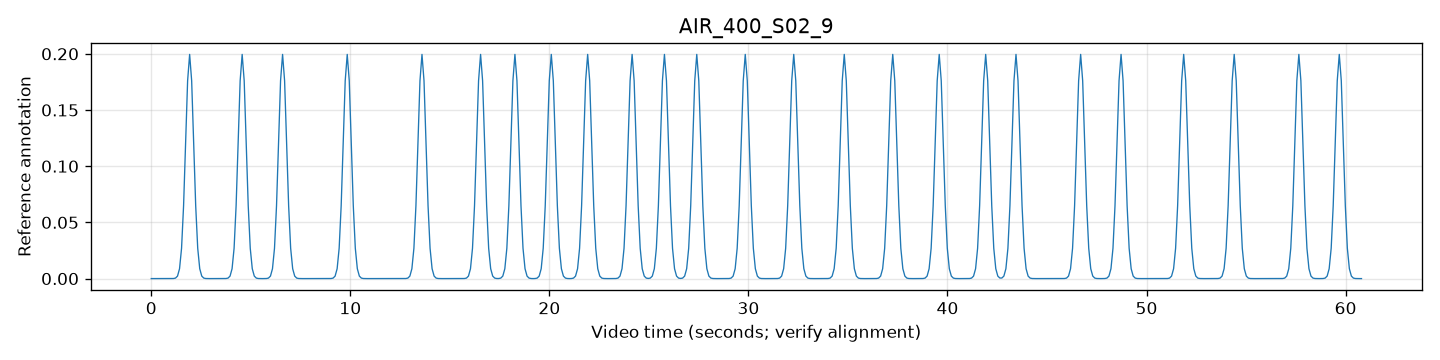 AIR_400_S02_9
Reference annotation
0.20
0.15
0.10
0.05
0.00
0 10 20 30 40 50 60
Video time (seconds; verify alignment)